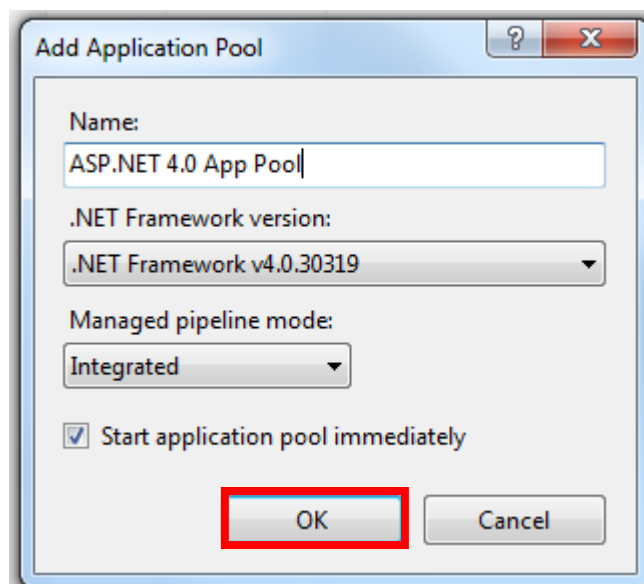 Add Application Pool
Name:
ASP.NET 4.0 App Pool
.NET Framework version:
.NET Framework v4.0.30319
Managed pipeline mode:
Integrated
Start application pool immediately
OK Cancel